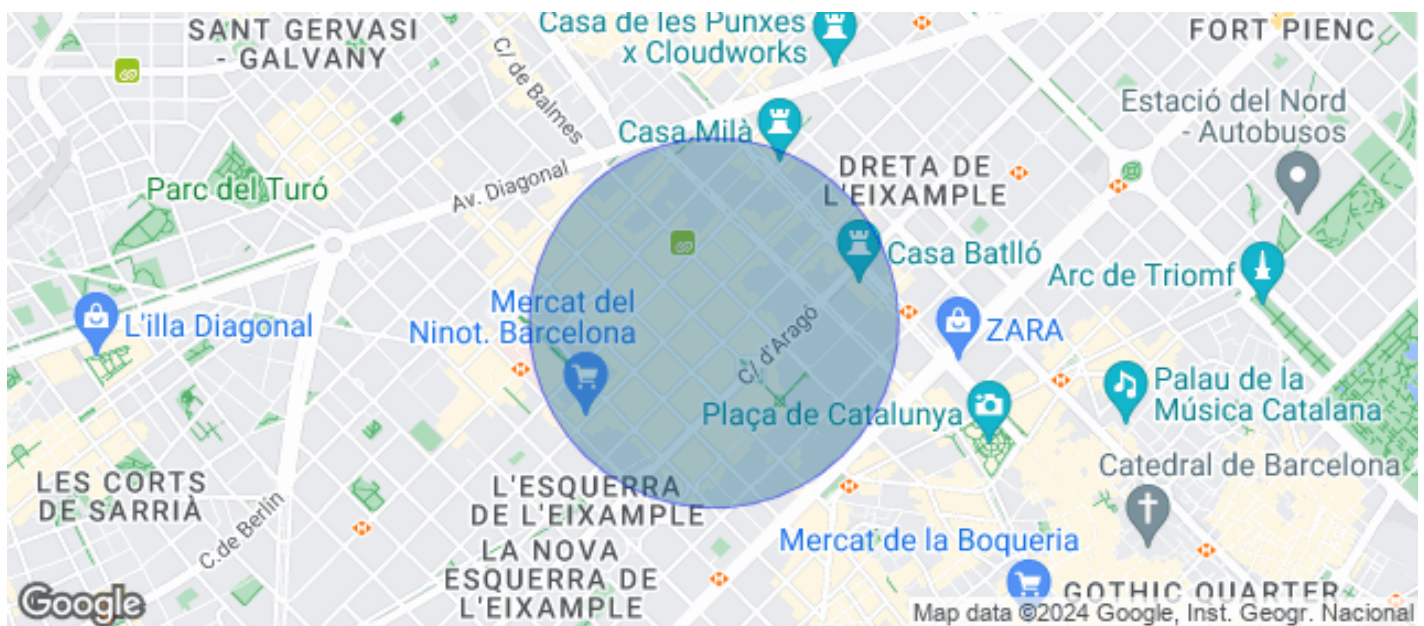 SANT GERVASI
- GALVANY
Casa de les Punxes
x Cloudworks
FORT PIENC
C/ de Balmes
Estació del Nord
- Autobusos
Casa Milà
DRETA DE
L'EIXAMPLE
Parc del Turó
Av. Diagonal
Casa Batlló
Arc de Triomf
Mercat del
Ninot. Barcelona
L'illa Diagonal
ZARA
C/ d'Aragó
Palau de la
Música Catalana
Plaça de Catalunya
Catedral de Barcelona
LES CORTS
DE SARRIÀ
L'ESQUERRA
DE L'EIXAMPLE
C. de Berlín
Mercat de la Boqueria
LA NOVA
ESQUERRA DE
L'EIXAMPLE
GOTHIC QUARTER
Google
Map data ©2024 Google, Inst. Geogr. Nacional